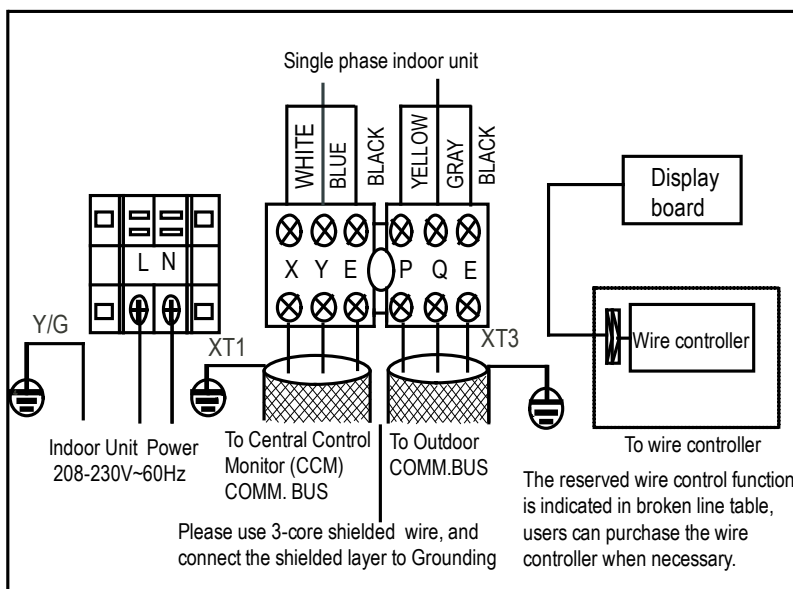 Single phase indoor unit
WHITE
BLUE
BLACK
YELLOW
GRAY
BLACK
Display
board
L N
X Y E P Q E
Y/G
XT1
XT3
Wire controller
Indoor Unit Power
208-230V~60Hz
To Central Control
Monitor (CCM)
COMM. BUS
To Outdoor
COMM.BUS
To wire controller
Please use 3-core shielded wire, and
connect the shielded layer to Grounding
The reserved wire control function
is indicated in broken line table,
users can purchase the wire
controller when necessary.